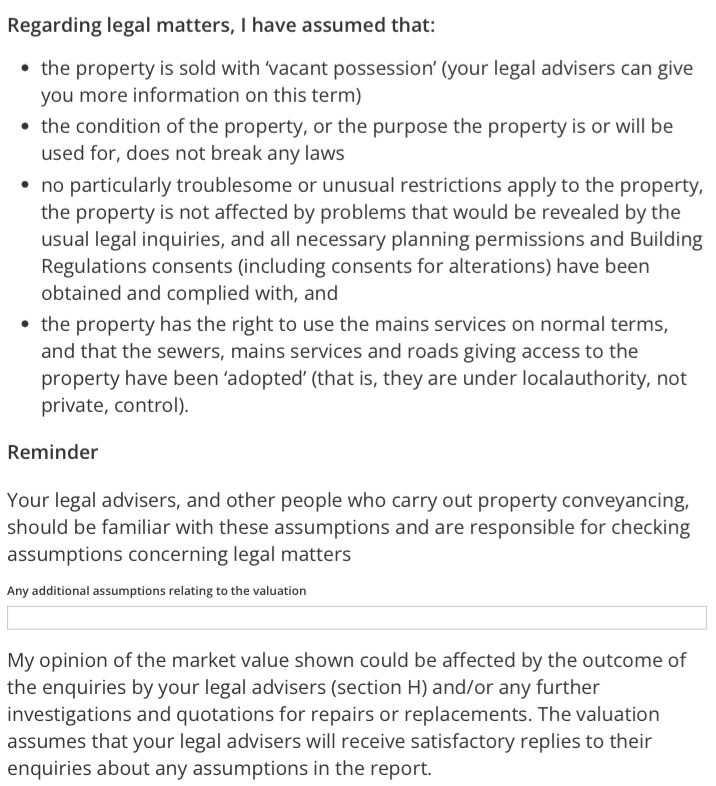 Regarding legal matters, I have assumed that:
• the property is sold with ‘vacant possession’ (your legal advisers can give
you more information on this term)
• the condition of the property, or the purpose the property is or will be
used for, does not break any laws
• no particularly troublesome or unusual restrictions apply to the property,
the property is not affected by problems that would be revealed by the
usual legal inquiries, and all necessary planning permissions and Building
Regulations consents (including consents for alterations) have been
obtained and complied with, and
• the property has the right to use the mains services on normal terms,
and that the sewers, mains services and roads giving access to the
property have been ‘adopted’ (that is, they are under localauthority, not
private, control).
Reminder
Your legal advisers, and other people who carry out property conveyancing,
should be familiar with these assumptions and are responsible for checking
assumptions concerning legal matters
Any additional assumptions relating to the valuation
My opinion of the market value shown could be affected by the outcome of
the enquiries by your legal advisers (section H) and/or any further
investigations and quotations for repairs or replacements. The valuation
assumes that your legal advisers will receive satisfactory replies to their
enquiries about any assumptions in the report.